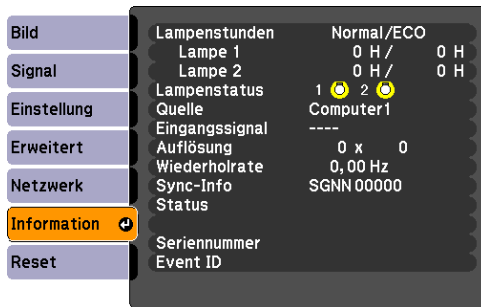 Bild
Signal
Einstellung
Erweitert
Netzwerk
Information
Reset
Lampenstunden Normal/ECO
Lampe 1 0 H / 0 H
Lampe 2 0 H / 0 H
Lampenstatus 1 2
Quelle Computer1
Eingangssignal ----
Auflösung 0 x 0
Wiederholrate 0,00 Hz
Sync-Info SGNN 00000
Status
Seriennummer
Event ID